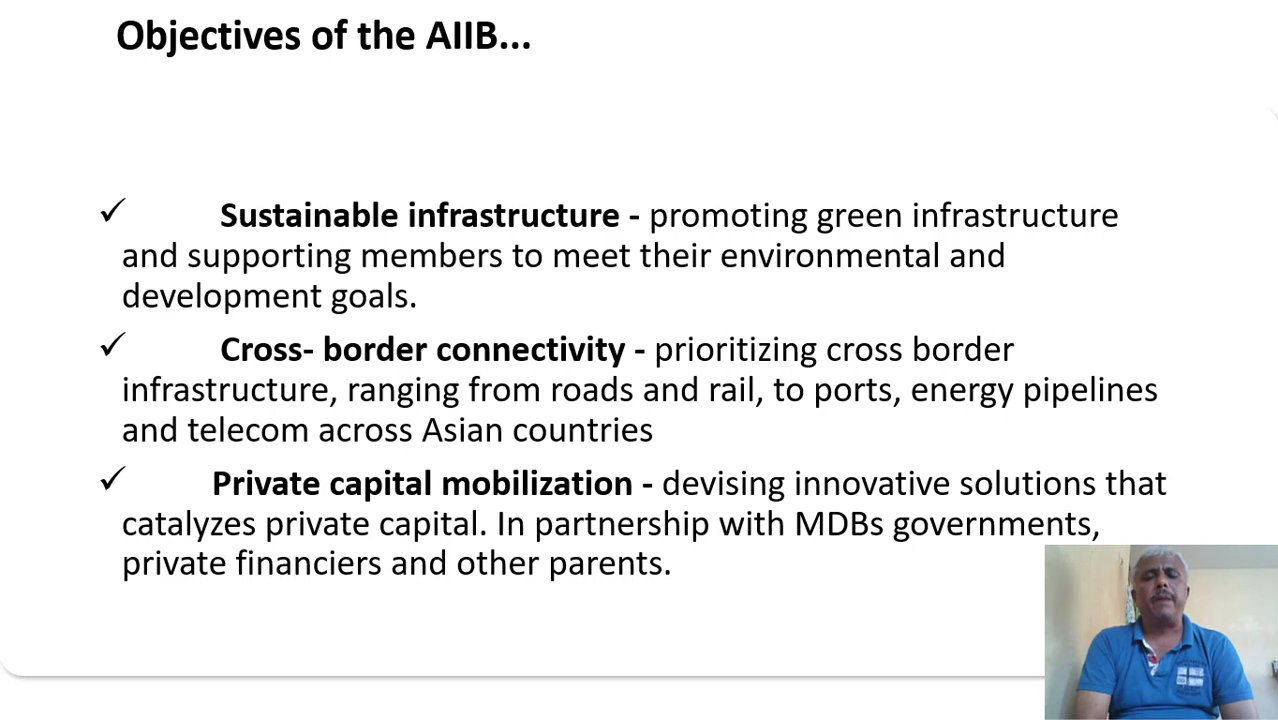 Objectives of the AIIB...
✓ Sustainable infrastructure - promoting green infrastructure
and supporting members to meet their environmental and
development goals.
✓ Cross- border connectivity - prioritizing cross border
infrastructure, ranging from roads and rail, to ports, energy pipelines
and telecom across Asian countries
✓ Private capital mobilization - devising innovative solutions that
catalyzes private capital. In partnership with MDBs governments,
private financiers and other parents.